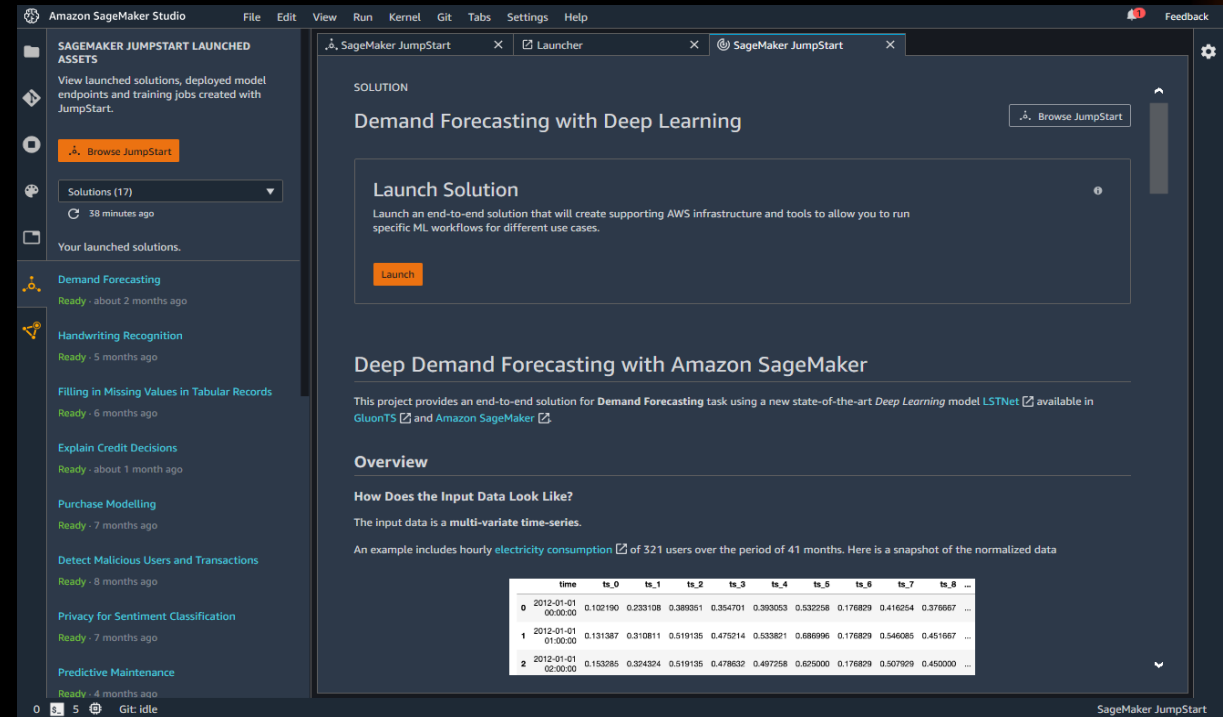 Amazon SageMaker Studio File Edit View Run Kernel Git Tabs Settings Help 1 Feedback
SAGEMAKER JUMPSTART LAUNCHED
ASSETS
View launched solutions, deployed model
endpoints and training jobs created with
JumpStart.
Browse JumpStart
Solutions (17)
38 minutes ago
Your launched solutions.
Demand Forecasting
Ready · about 2 months ago
Handwriting Recognition
Ready · 5 months ago
Filling in Missing Values in Tabular Records
Ready · 6 months ago
Explain Credit Decisions
Ready · about 1 month ago
Purchase Modelling
Ready · 7 months ago
Detect Malicious Users and Transactions
Ready · 8 months ago
Privacy for Sentiment Classification
Ready · 7 months ago
Predictive Maintenance
Ready · 4 months ago
SageMaker JumpStart Launcher SageMaker JumpStart
SOLUTION
Demand Forecasting with Deep Learning
Browse JumpStart
Launch Solution
Launch an end-to-end solution that will create supporting AWS infrastructure and tools to allow you to run
specific ML workflows for different use cases.
Launch
Deep Demand Forecasting with Amazon SageMaker
This project provides an end-to-end solution for Demand Forecasting task using a new state-of-the-art Deep Learning model LSTNet available in
GluonTS and Amazon SageMaker .
Overview
How Does the Input Data Look Like?
The input data is a multi-variate time-series.
An example includes hourly electricity consumption of 321 users over the period of 41 months. Here is a snapshot of the normalized data
time ts_0 ts_1 ts_2 ts_3 ts_4 ts_5 ts_6 ts_7 ts_8 ...
0 2012-01-01 00:00:00 0.102190 0.233108 0.389351 0.354701 0.393053 0.532258 0.176829 0.416254 0.376667 ...
1 2012-01-01 01:00:00 0.131387 0.310811 0.519135 0.475214 0.533821 0.686996 0.176829 0.546085 0.451667 ...
2 2012-01-01 02:00:00 0.153285 0.324324 0.519135 0.478632 0.497258 0.625000 0.176829 0.507929 0.450000 ...
0 $_ 5 Git: idle SageMaker JumpStart